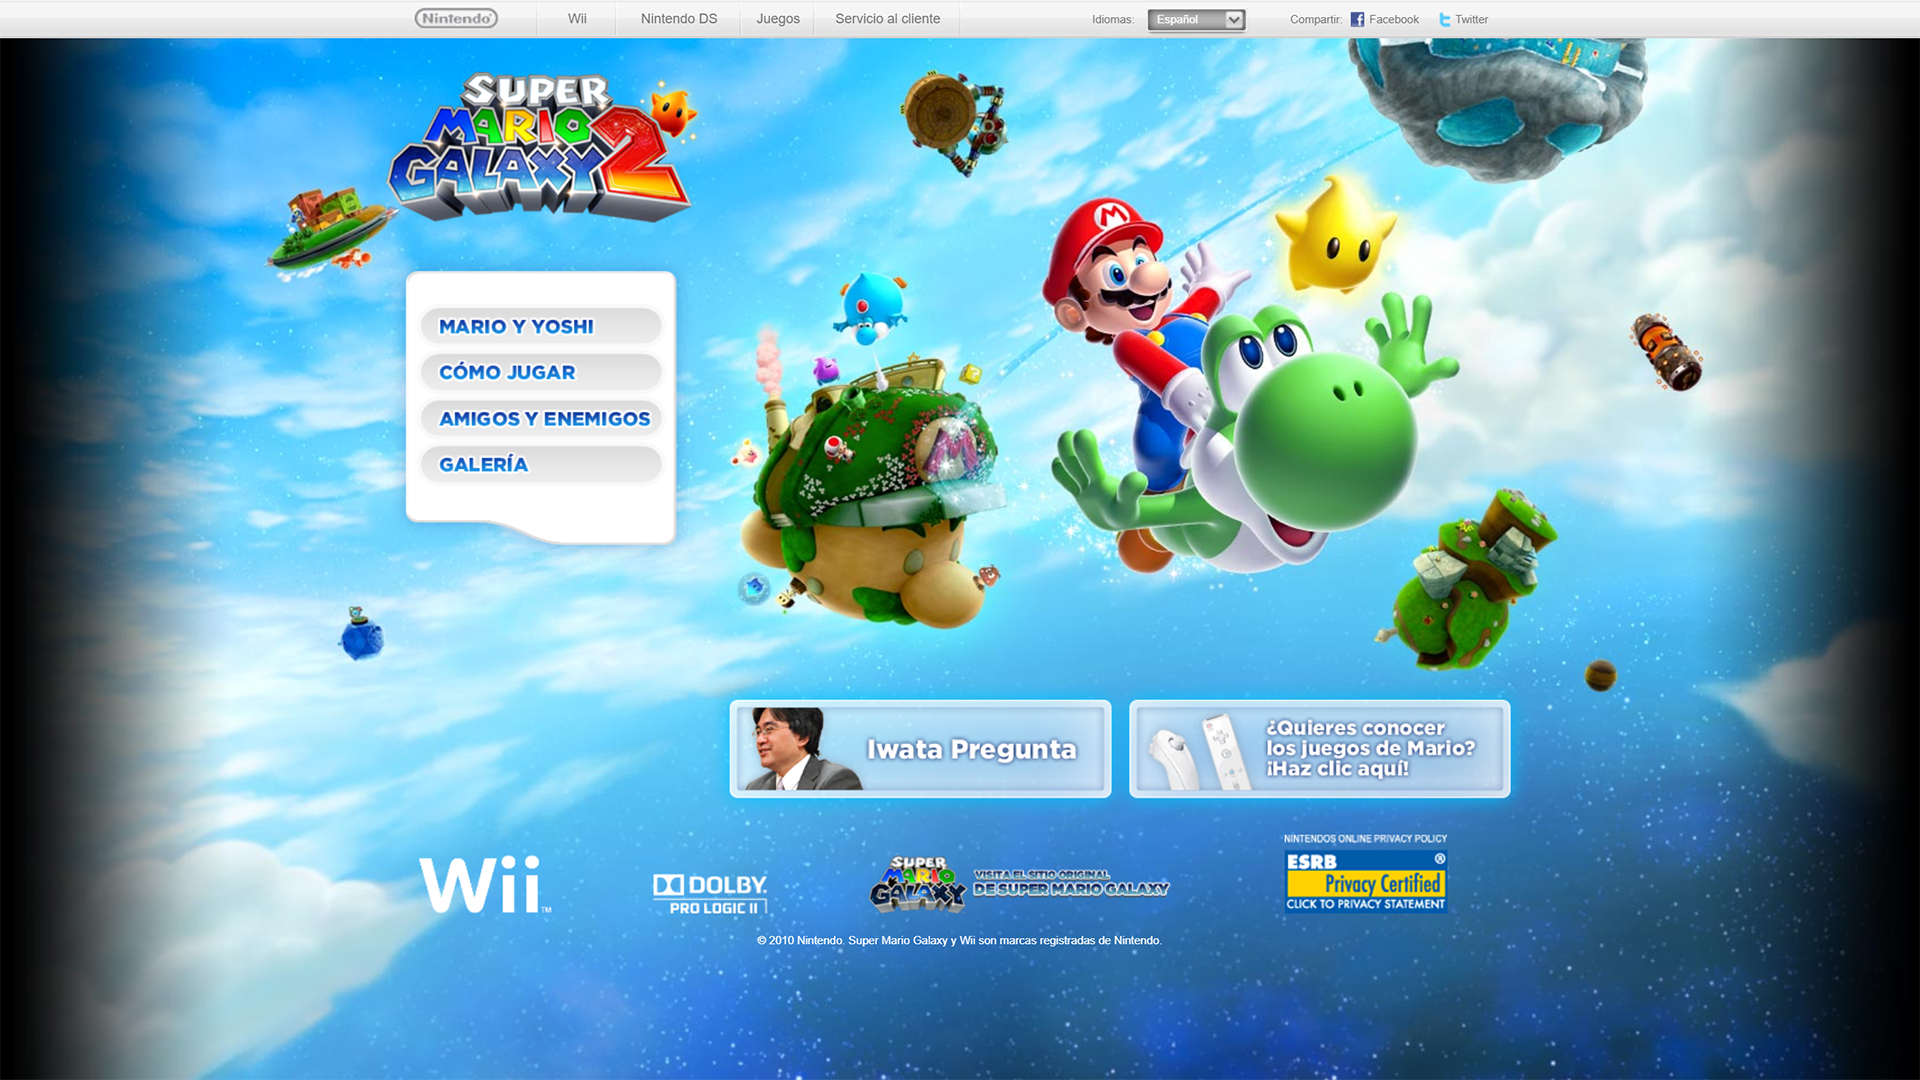 Nintendo®
Wii
Nintendo DS
Juegos
Servicio al cliente
Idiomas:
Español
Compartir:
Facebook
Twitter
SUPER
MARIO
GALAXY 2
MARIO Y YOSHI
CÓMO JUGAR
AMIGOS Y ENEMIGOS
GALERÍA
M
M
Iwata Pregunta
¿Quieres conocer
los juegos de Mario?
¡Haz clic aquí!
Wii™
DOLBY
PRO LOGIC II
SUPER
MARIO
GALAXY
VISITA EL SITIO ORIGINAL
DE SUPER MARIO GALAXY
NINTENDOS ONLINE PRIVACY POLICY
ESRB ®
Privacy Certified
CLICK TO PRIVACY STATEMENT
© 2010 Nintendo. Super Mario Galaxy y Wii son marcas registradas de Nintendo.